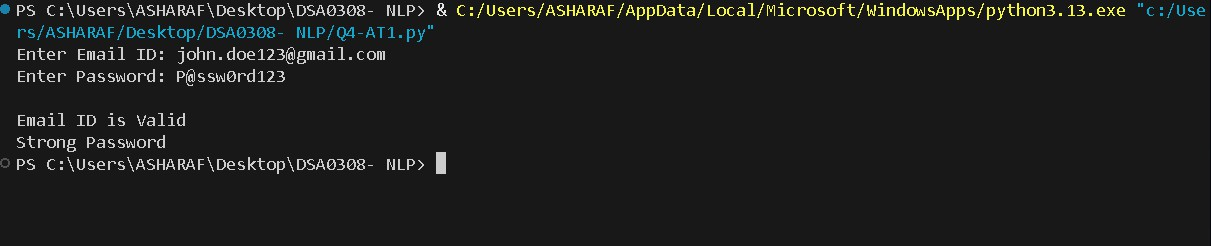 PS C:\Users\ASHARAF\Desktop\DSA0308- NLP> & C:/Users/ASHARAF/AppData/Local/Microsoft/WindowsApps/python3.13.exe "c:/Use
rs/ASHARAF/Desktop/DSA0308- NLP/Q4-AT1.py"
Enter Email ID: john.doe123@gmail.com
Enter Password: P@ssw0rd123

Email ID is Valid
Strong Password
PS C:\Users\ASHARAF\Desktop\DSA0308- NLP>